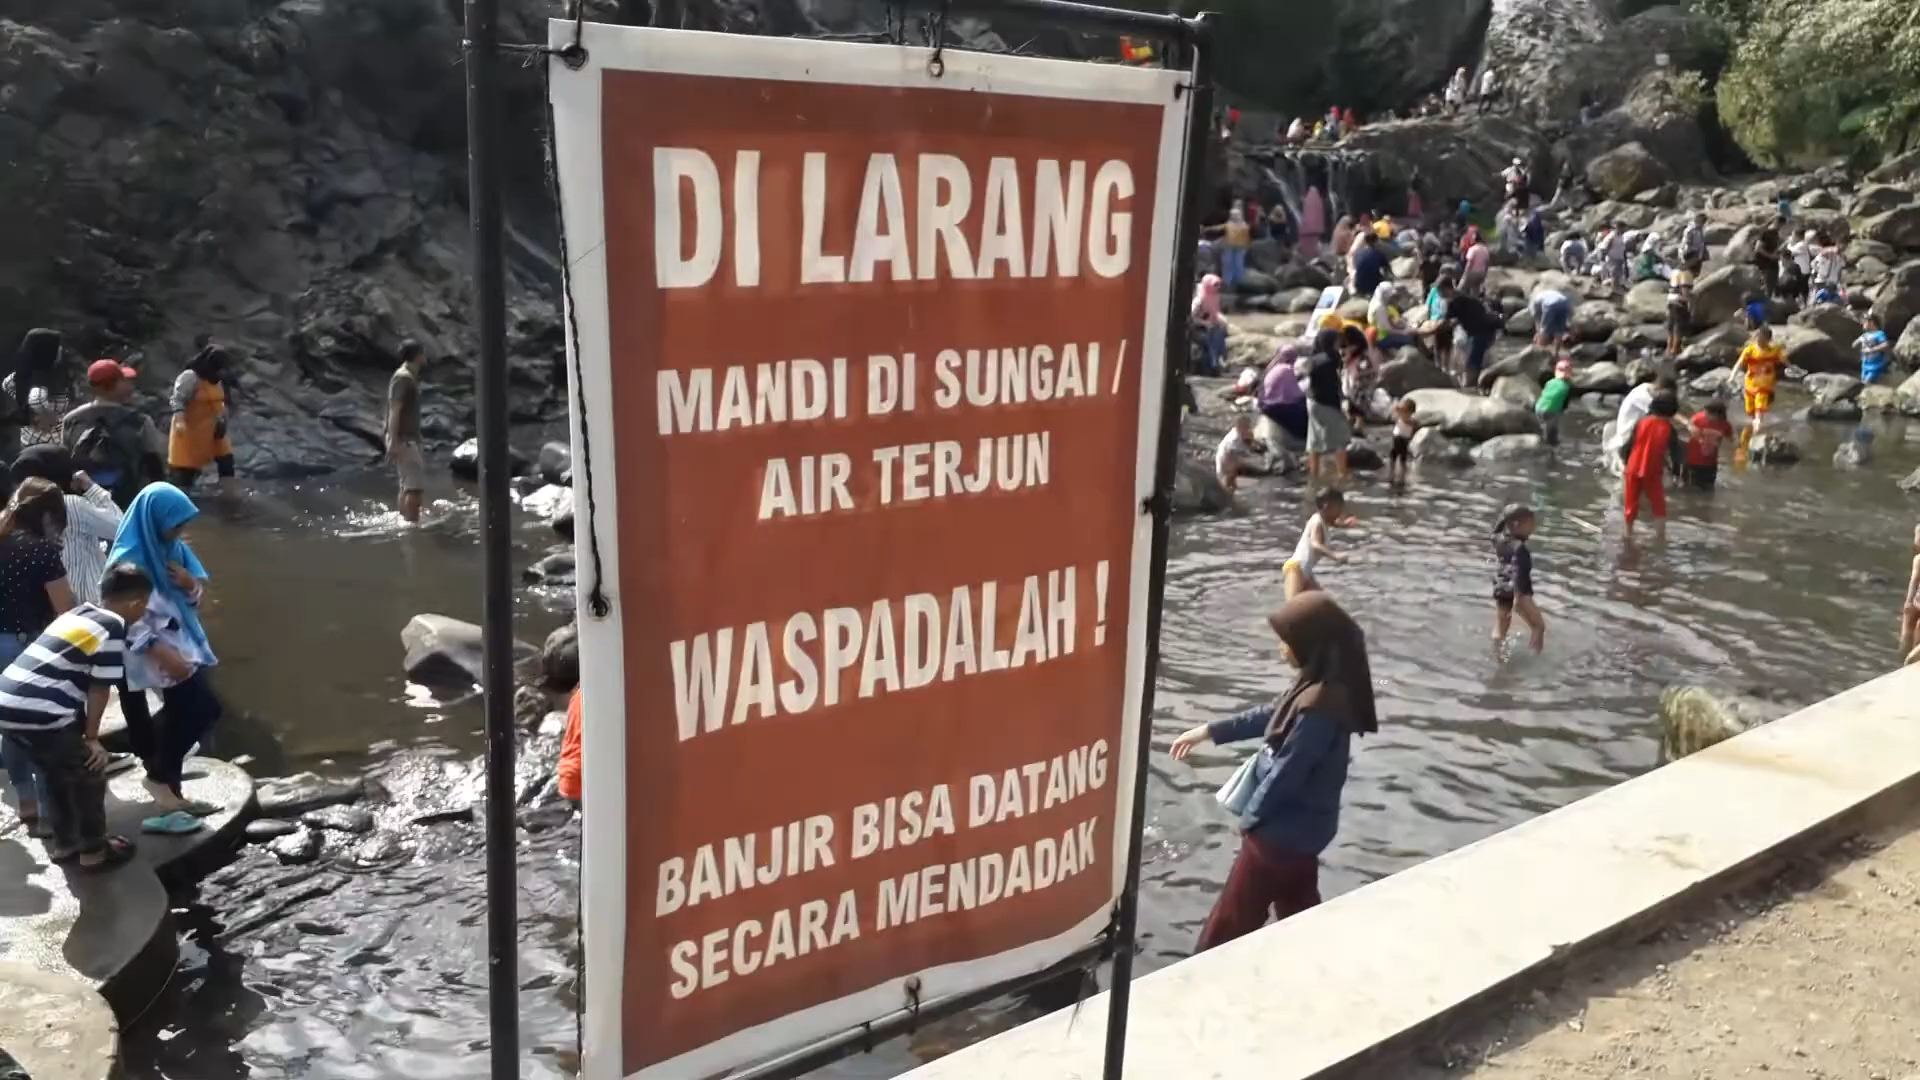 DI LARANG
MANDI DI SUNGAI /
AIR TERJUN
WASPADALAH !
BANJIR BISA DATANG
SECARA MENDADAK